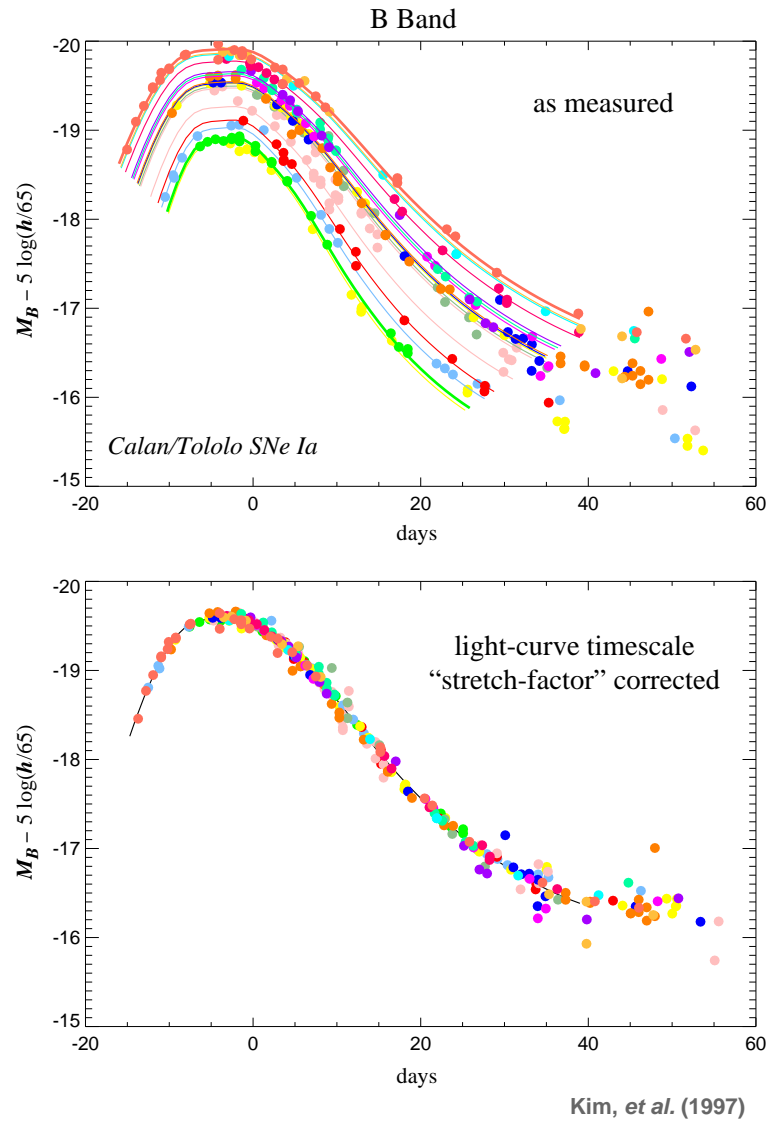 B Band
-20
as measured
-19
-18
-17
-16
-15
M_B – 5 log(h/65)
Calan/Tololo SNe Ia
-20 0 20 40 60
days
-20
light-curve timescale
“stretch-factor” corrected
-19
-18
-17
-16
-15
M_B – 5 log(h/65)
-20 0 20 40 60
days
Kim, et al. (1997)